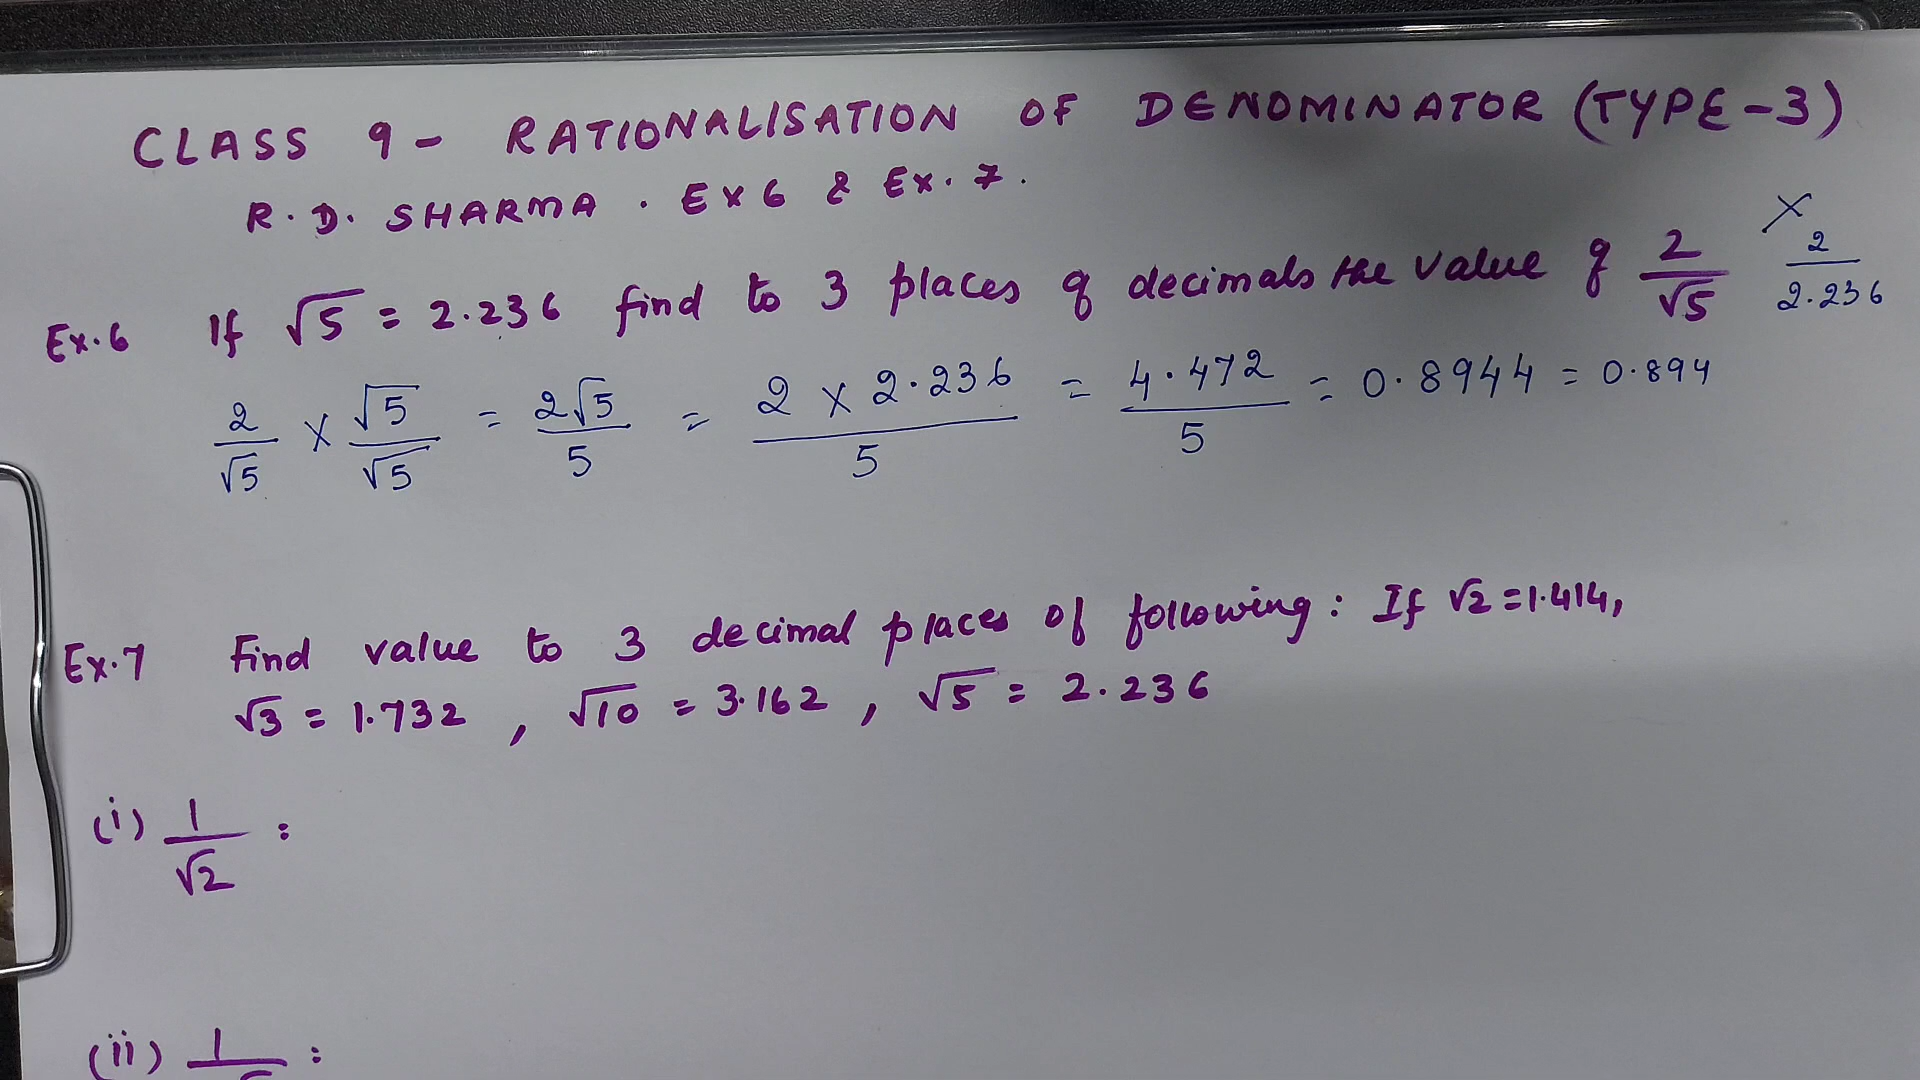 CLASS 9 - RATIONALISATION OF DENOMINATOR (TYPE-3)
R.D. SHARMA. EX 6 & EX. 7.
Ex.6 If √5 = 2.236 find to 3 places of decimals the value of 2/√5 × 2/2.236
2/√5 × √5/√5 = 2√5/5 = 2 × 2.236/5 = 4.472/5 = 0.8944 = 0.894
Ex.7 Find value to 3 decimal places of following: If √2 = 1.414,
√3 = 1.732, √10 = 3.162, √5 = 2.236
(i) 1/√2 :
(ii) 1 :